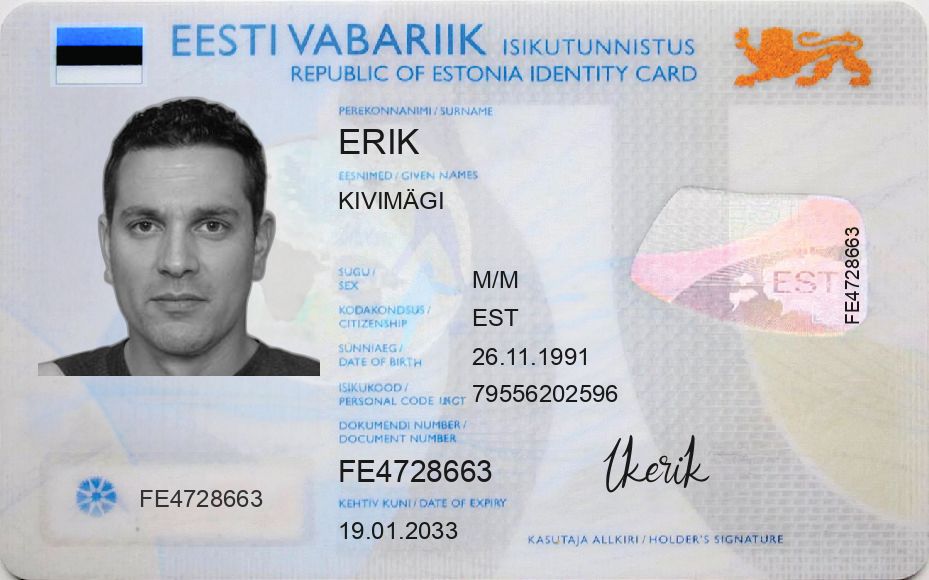 EESTI VABARIIK ISIKUTUNNISTUS
REPUBLIC OF ESTONIA IDENTITY CARD
PEREKONNANIMI / SURNAME
ERIK
EESNIMED / GIVEN NAMES
KIVIMÄGI
SUGU /
SEX
M/M
KODAKONDSUS /
CITIZENSHIP
EST
SÜNNIAEG /
DATE OF BIRTH
26.11.1991
ISIKUKOOD /
PERSONAL CODE
79556202596
DOKUMENDI NUMBER /
DOCUMENT NUMBER
FE4728663
KEHTIV KUNI / DATE OF EXPIRY
19.01.2033
FE4728663
EST
FE4728663
KASUTAJA ALLKIRI / HOLDER'S SIGNATURE